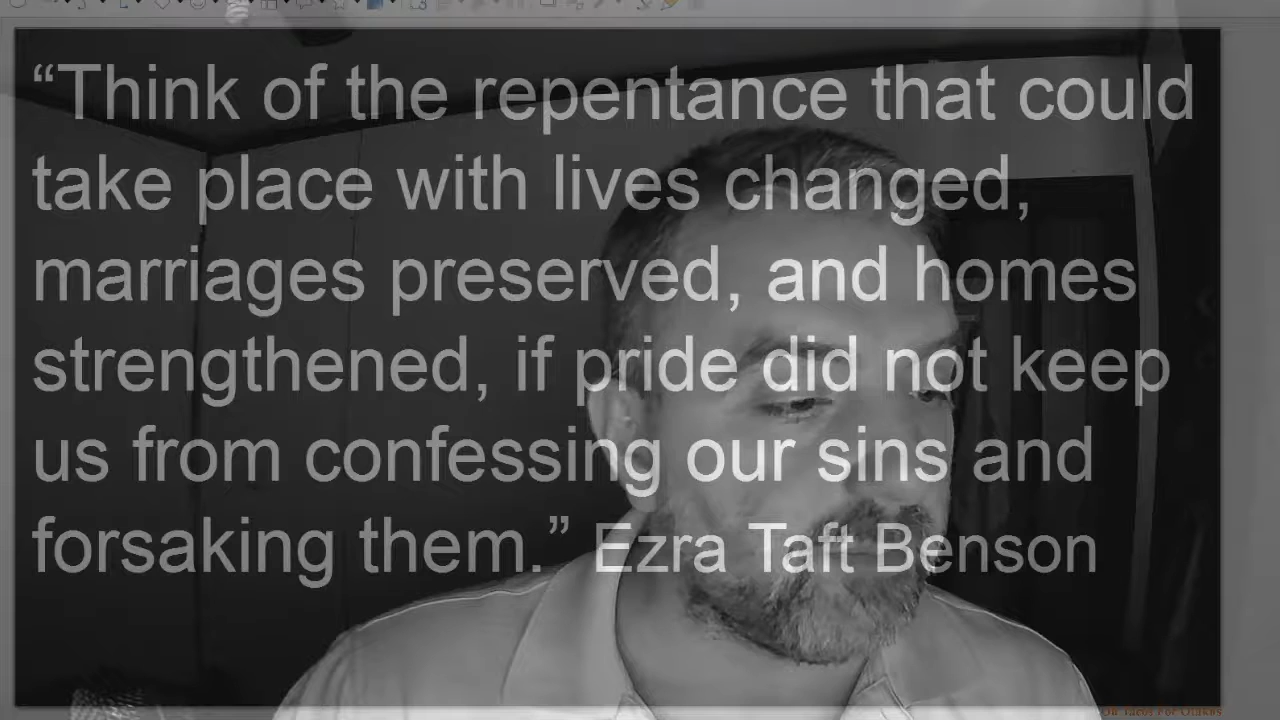 “Think of the repentance that could
take place with lives changed,
marriages preserved, and homes
strengthened, if pride did not keep
us from confessing our sins and
forsaking them.” Ezra Taft Benson